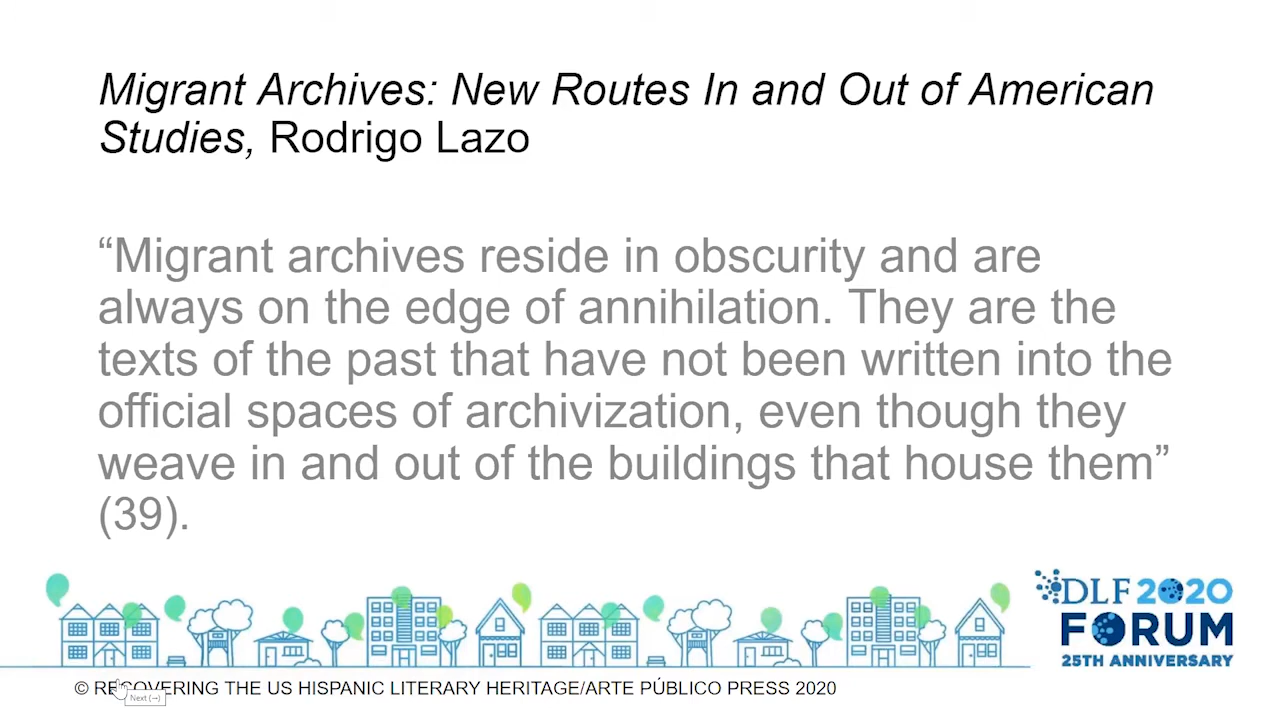 Migrant Archives: New Routes In and Out of American
Studies, Rodrigo Lazo
“Migrant archives reside in obscurity and are
always on the edge of annihilation. They are the
texts of the past that have not been written into the
official spaces of archivization, even though they
weave in and out of the buildings that house them”
(39).
DLF 2020
FORUM
25TH ANNIVERSARY
© RECOVERING THE US HISPANIC LITERARY HERITAGE/ARTE PÚBLICO PRESS 2020
Next (→)